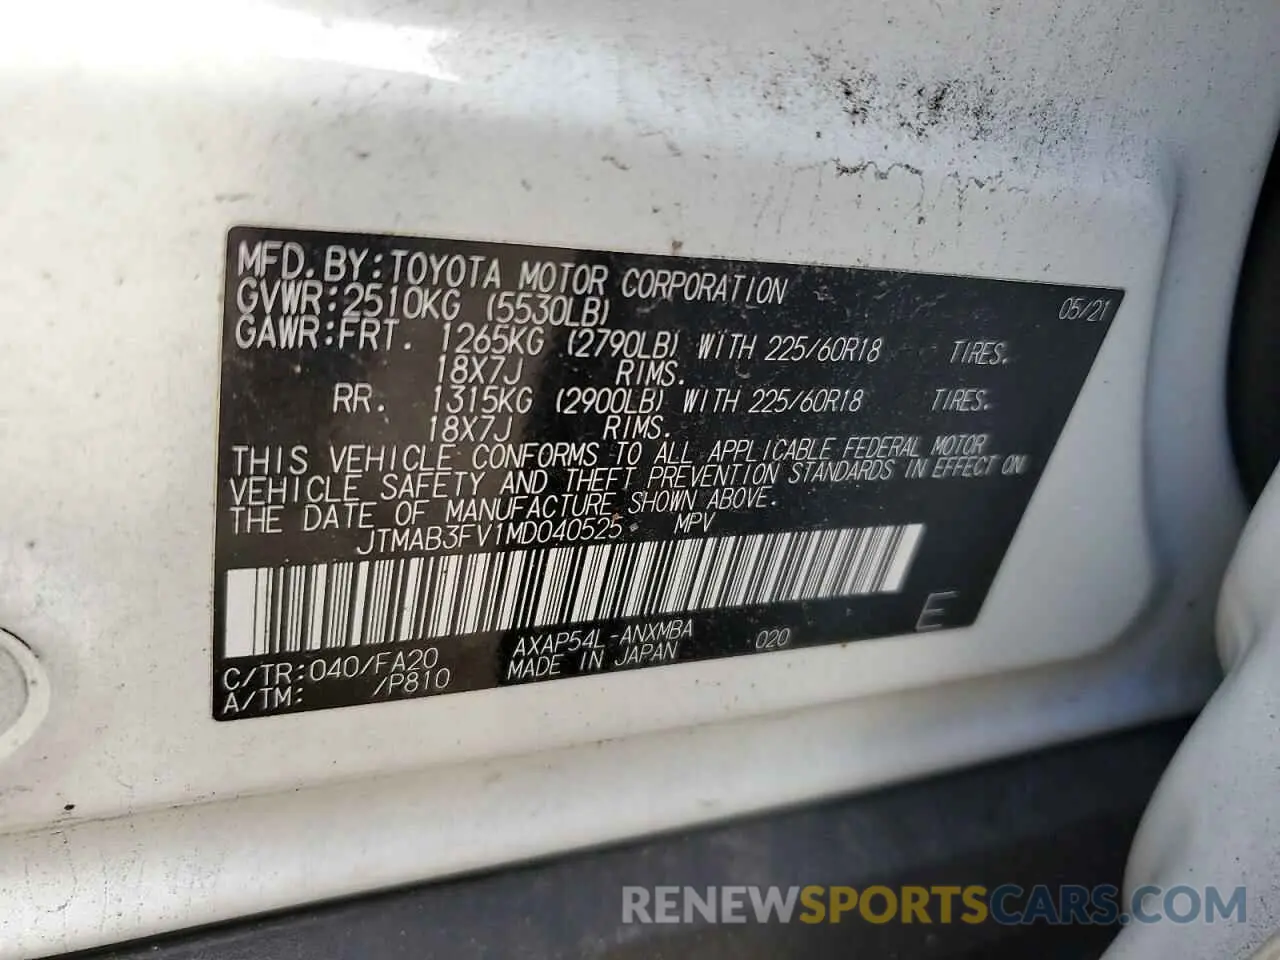 MFD.BY:TOYOTA MOTOR CORPORATION 05/21
GVWR:2510KG (5530LB)
GAWR:FRT. 1265KG (2790LB) WITH 225/60R18 TIRES.
18X7J RIMS.
RR. 1315KG (2900LB) WITH 225/60R18 TIRES.
18X7J RIMS.
THIS VEHICLE CONFORMS TO ALL APPLICABLE FEDERAL MOTOR
VEHICLE SAFETY AND THEFT PREVENTION STANDARDS IN EFFECT ON
THE DATE OF MANUFACTURE SHOWN ABOVE.
JTMAB3FV1MD040525 MPV
C/TR:040/FA20 AXAP54L-ANXMBA 020 E
A/TM: /P810 MADE IN JAPAN
RENEWSPORTSCARS.COM